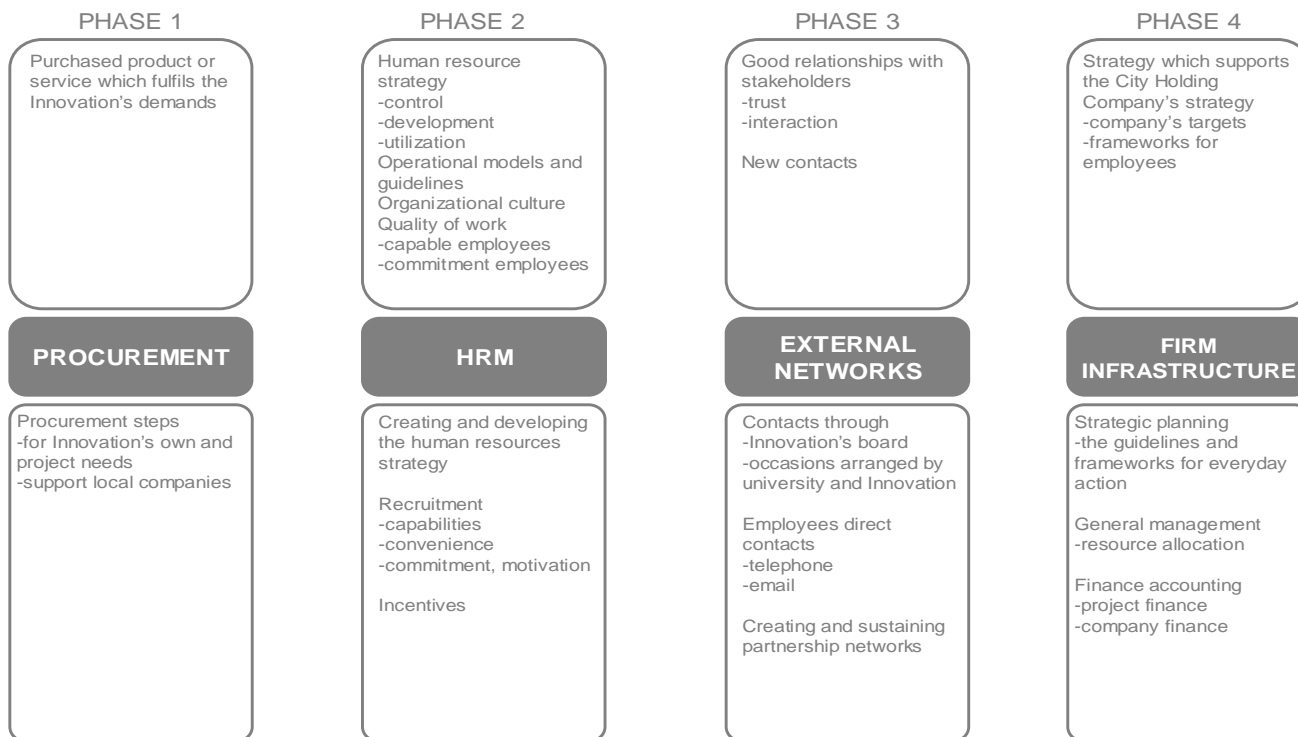 PHASE 1
Purchased product or
service which fulfils the
Innovation's demands
PROCUREMENT
Procurement steps
-for Innovation's own and
project needs
-support local companies
PHASE 2
Human resource
strategy
-control
-development
-utilization
Operational models and
guidelines
Organizational culture
Quality of work
-capable employees
-commitment employees
HRM
Creating and developing
the human resources
strategy
Recruitment
-capabilities
-convenience
-commitment, motivation
Incentives
PHASE 3
Good relationships with
stakeholders
-trust
-interaction
New contacts
EXTERNAL
NETWORKS
Contacts through
-Innovation's board
-occasions arranged by
university and Innovation
Employees direct
contacts
-telephone
-email
Creating and sustaining
partnership networks
PHASE 4
Strategy which supports
the City Holding
Company's strategy
-company's targets
-frameworks for
employees
FIRM
INFRASTRUCTURE
Strategic planning
-the guidelines and
frameworks for everyday
action
General management
-resource allocation
Finance accounting
-project finance
-company finance